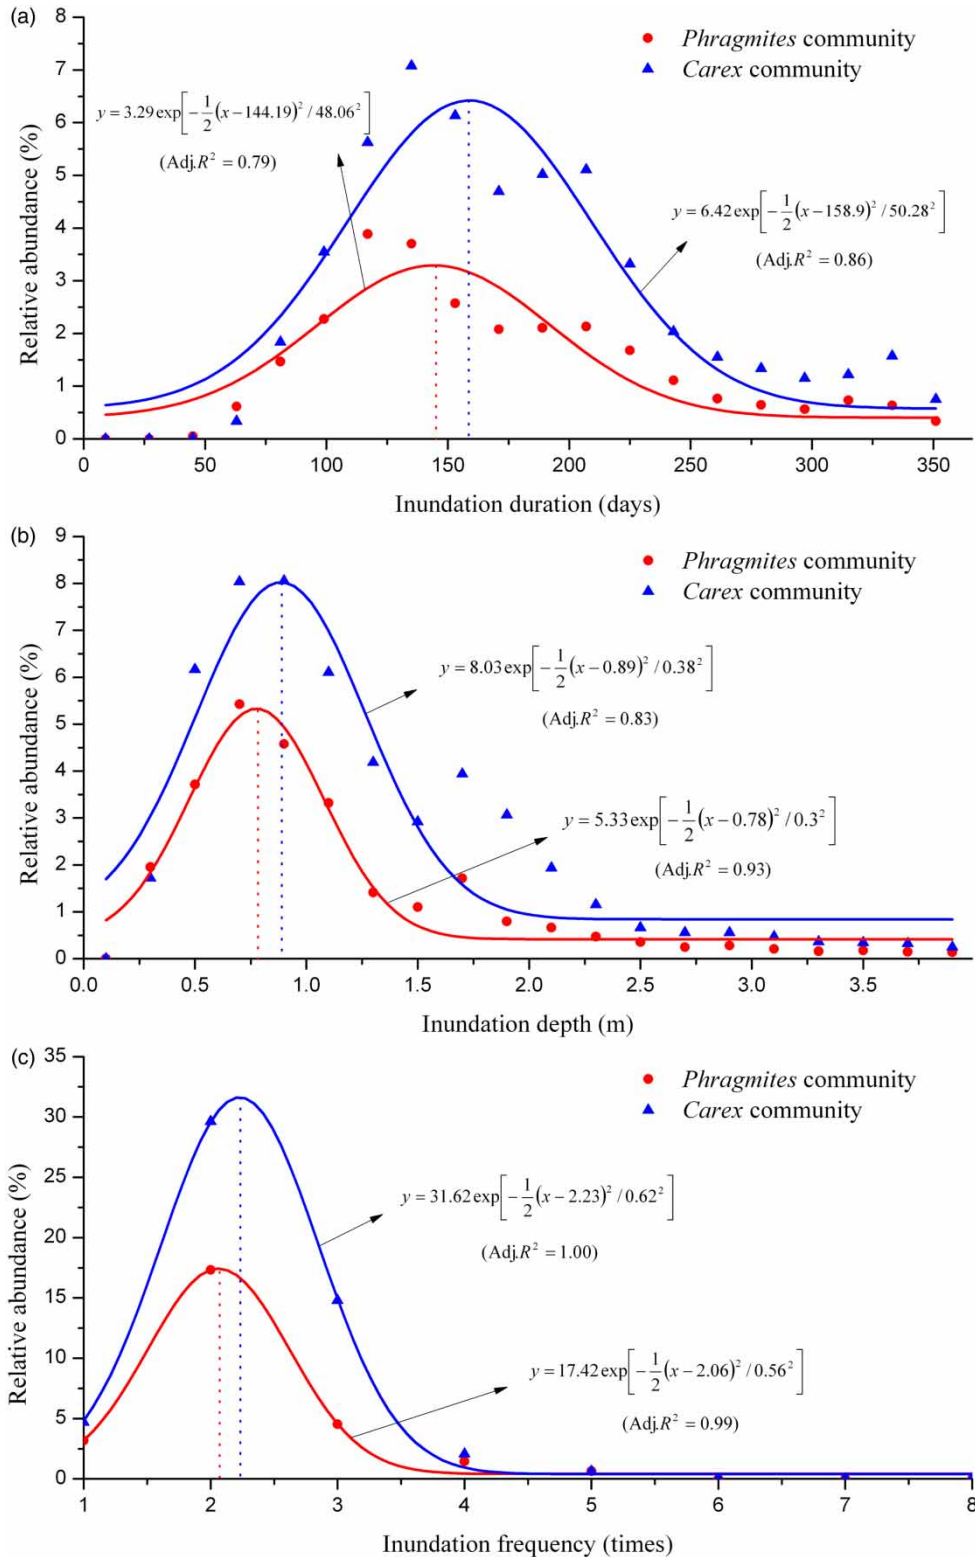 (a)
8
7
6
5
4
3
2
1
0
Relative abundance (%)
Phragmites community
Carex community
y = 3.29 exp[−1/2(x−144.19)²/48.06²]
(Adj.R² = 0.79)
y = 6.42 exp[−1/2(x−158.9)²/50.28²]
(Adj.R² = 0.86)
0 50 100 150 200 250 300 350
Inundation duration (days)
(b)
9
8
7
6
5
4
3
2
1
0
Relative abundance (%)
Phragmites community
Carex community
y = 8.03 exp[−1/2(x−0.89)²/0.38²]
(Adj.R² = 0.83)
y = 5.33 exp[−1/2(x−0.78)²/0.3²]
(Adj.R² = 0.93)
0.0 0.5 1.0 1.5 2.0 2.5 3.0 3.5
Inundation depth (m)
(c)
35
30
25
20
15
10
5
0
Relative abundance (%)
Phragmites community
Carex community
y = 31.62 exp[−1/2(x−2.23)²/0.62²]
(Adj.R² = 1.00)
y = 17.42 exp[−1/2(x−2.06)²/0.56²]
(Adj.R² = 0.99)
1 2 3 4 5 6 7 8
Inundation frequency (times)